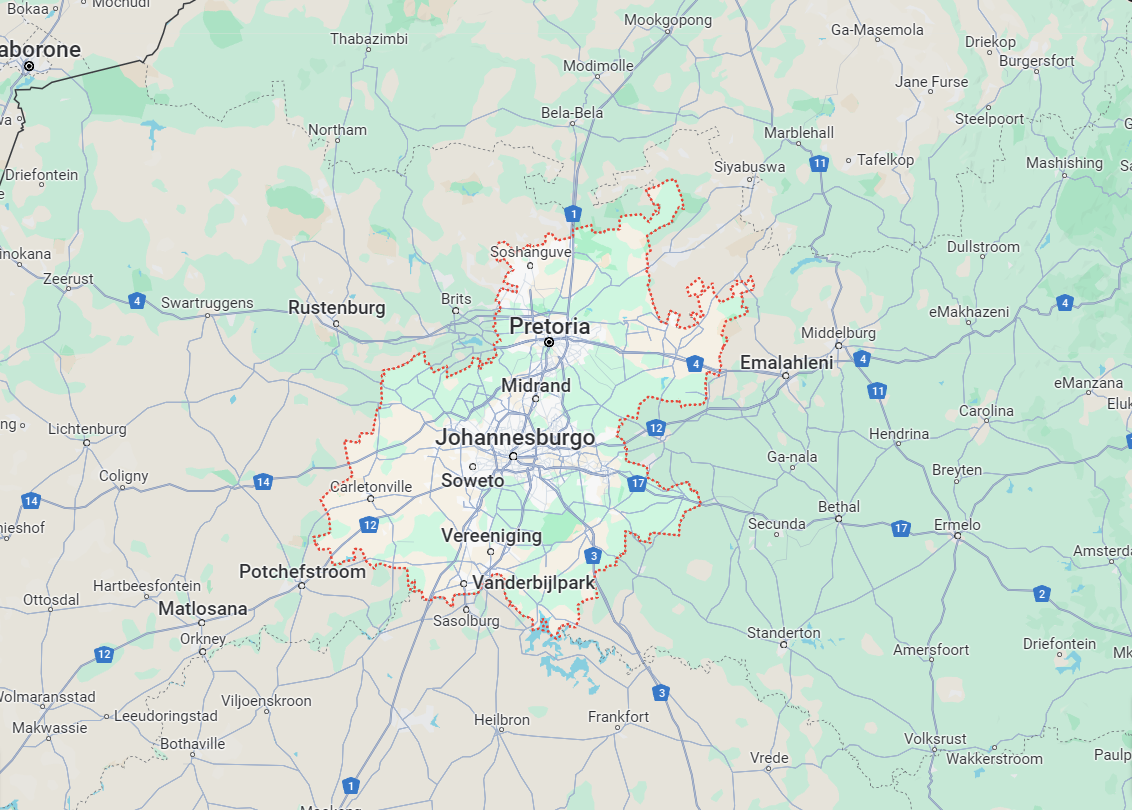 Bokaa
Mochudi
Mookgopong
Ga-Masemola
Thabazimbi
Driekop
aborone
Burgersfort
Modimolle
Jane Furse
Bela-Bela
Steelpoort
Northam
Marblehall
11
Tafelkop
Mashishing
Siyabuswa
Driefontein
1
Soshanguve
Dullstroom
inokana
Zeerust
4
Swartruggens
Rustenburg
Brits
4
eMakhazeni
Pretoria
Middelburg
4
Emalahleni
4
Midrand
11
eManzana
Carolina
Lichtenburg
12
Johannesburgo
Hendrina
Ga-nala
Breyten
Coligny
14
Soweto
17
Carletonville
14
Bethal
nieshof
12
Secunda
17
Ermelo
Vereeniging
3
Amsterda
Potchefstroom
Vanderbijlpark
Hartbeesfontein
2
Ottosdal
Matlosana
Sasolburg
Standerton
Orkney
Driefontein
12
Amersfoort
Wolmaransstad
3
Viljoenskroon
Leeudoringstad
Heilbron
Frankfort
Makwassie
Bothaville
Volksrust
Vrede
Wakkerstroom
Paulp
1